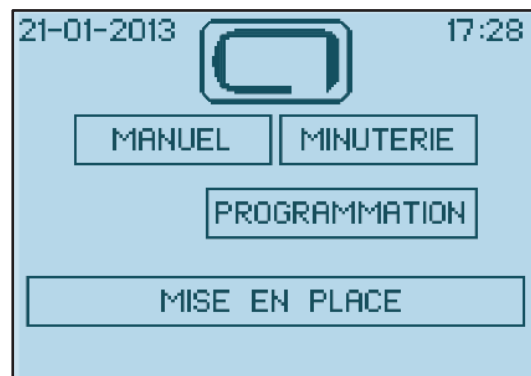 21-01-2013 17:28
MANUEL MINUTERIE
PROGRAMMATION
MISE EN PLACE